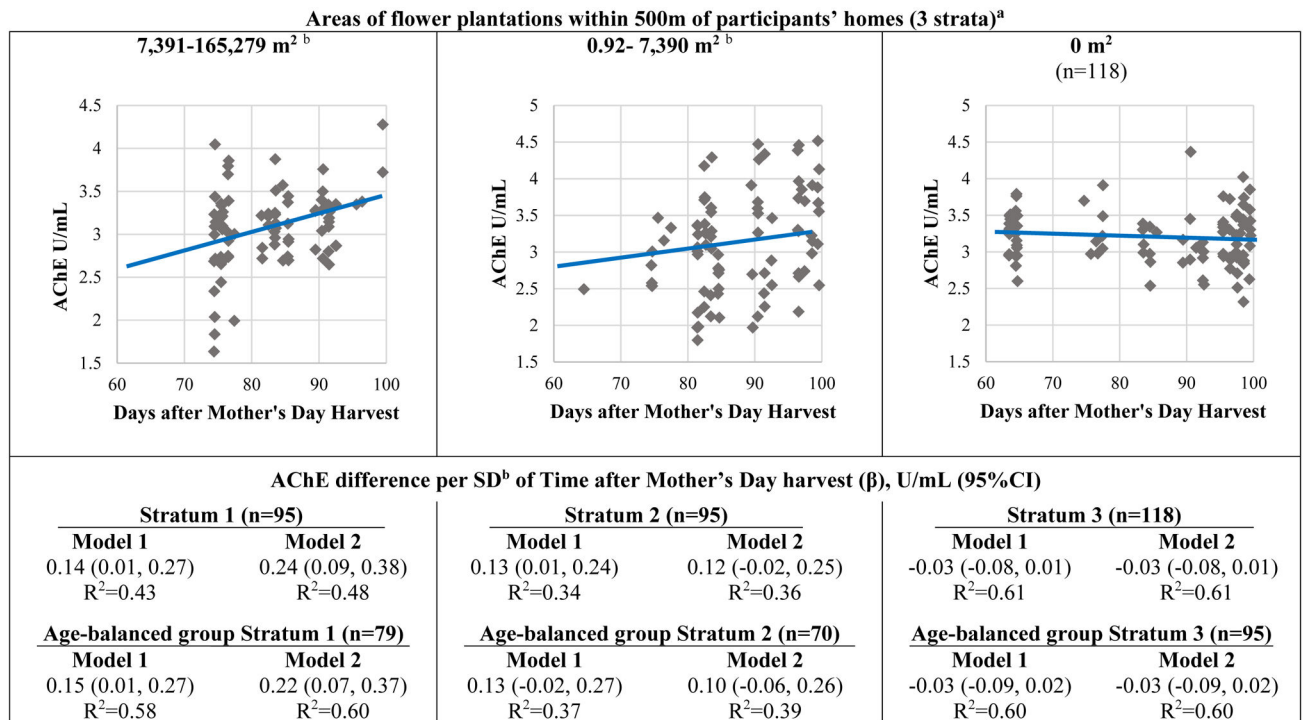 Areas of flower plantations within 500m of participants' homes (3 strata)ᵃ
7,391-165,279 m² ᵇ
AChE U/mL
4.5
4
3.5
3
2.5
2
1.5
60 70 80 90 100
Days after Mother's Day Harvest
0.92- 7,390 m² ᵇ
AChE U/mL
5
4.5
4
3.5
3
2.5
2
1.5
60 70 80 90 100
Days after Mother's Day Harvest
0 m²
(n=118)
AChE U/mL
5
4.5
4
3.5
3
2.5
2
1.5
60 70 80 90 100
Days after Mother's Day Harvest
AChE difference per SDᵇ of Time after Mother's Day harvest (β), U/mL (95%CI)
Stratum 1 (n=95)
Model 1 Model 2
0.14 (0.01, 0.27) 0.24 (0.09, 0.38)
R²=0.43 R²=0.48
Age-balanced group Stratum 1 (n=79)
Model 1 Model 2
0.15 (0.01, 0.27) 0.22 (0.07, 0.37)
R²=0.58 R²=0.60
Stratum 2 (n=95)
Model 1 Model 2
0.13 (0.01, 0.24) 0.12 (-0.02, 0.25)
R²=0.34 R²=0.36
Age-balanced group Stratum 2 (n=70)
Model 1 Model 2
0.13 (-0.02, 0.27) 0.10 (-0.06, 0.26)
R²=0.37 R²=0.39
Stratum 3 (n=118)
Model 1 Model 2
-0.03 (-0.08, 0.01) -0.03 (-0.08, 0.01)
R²=0.61 R²=0.61
Age-balanced group Stratum 3 (n=95)
Model 1 Model 2
-0.03 (-0.09, 0.02) -0.03 (-0.09, 0.02)
R²=0.60 R²=0.60